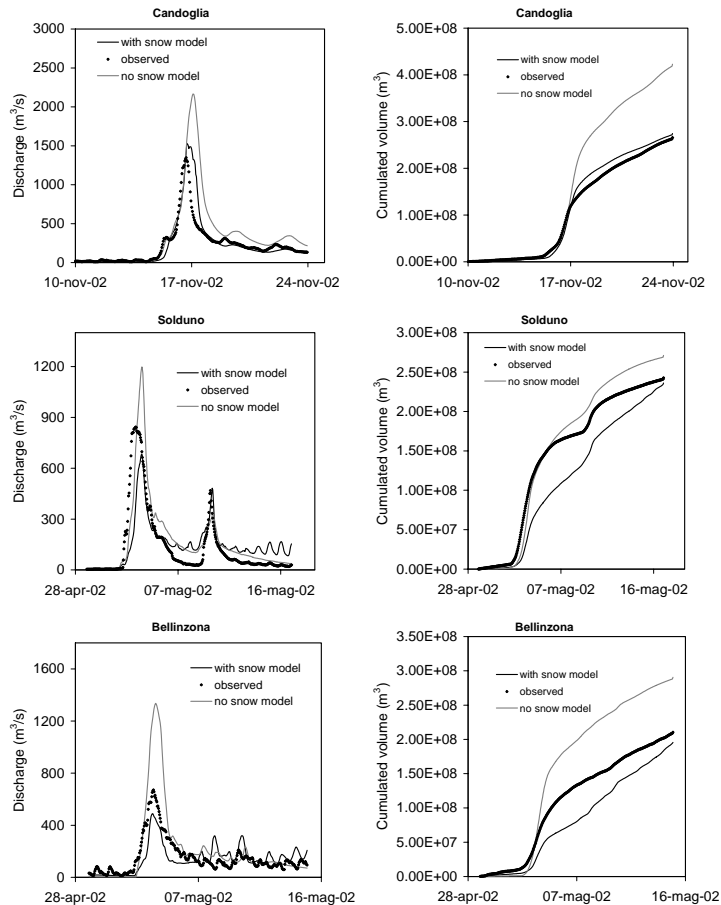 Candoglia
3000
2500
2000
1500
1000
500
0
Discharge (m³/s)
with snow model
observed
no snow model
10-nov-02
17-nov-02
24-nov-02
Candoglia
5.00E+08
4.00E+08
3.00E+08
2.00E+08
1.00E+08
0.00E+00
Cumulated volume (m³)
with snow model
observed
no snow model
10-nov-02
17-nov-02
24-nov-02
Solduno
1200
900
600
300
0
Discharge (m³/s)
with snow model
observed
no snow model
28-apr-02
07-mag-02
16-mag-02
Solduno
3.00E+08
2.50E+08
2.00E+08
1.50E+08
1.00E+08
5.00E+07
0.00E+00
Cumulated volume (m³)
with snow model
observed
no snow model
28-apr-02
07-mag-02
16-mag-02
Bellinzona
1600
1200
800
400
0
Discharge (m³/s)
with snow model
observed
no snow model
28-apr-02
07-mag-02
16-mag-02
Bellinzona
3.50E+08
3.00E+08
2.50E+08
2.00E+08
1.50E+08
1.00E+08
5.00E+07
0.00E+00
Cumulated volume (m³)
with snow model
observed
no snow model
28-apr-02
07-mag-02
16-mag-02